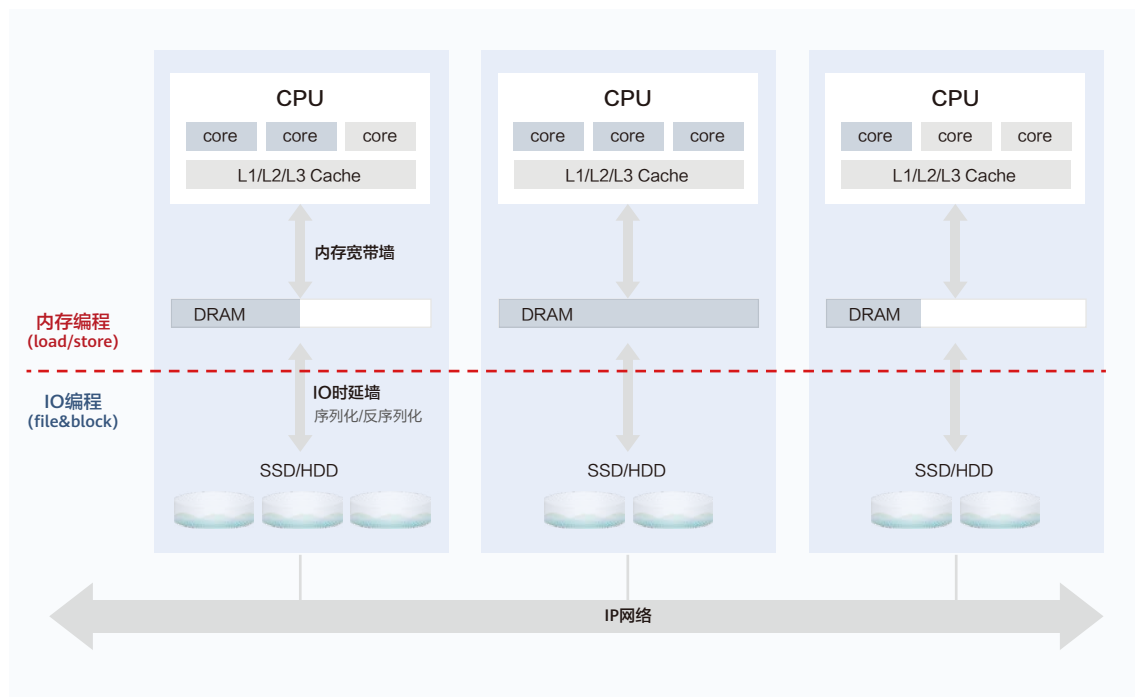 CPU
core core core
L1/L2/L3 Cache
CPU
core core core
L1/L2/L3 Cache
CPU
core core core
L1/L2/L3 Cache
内存宽带墙
DRAM
DRAM
DRAM
内存编程
(load/store)
IO编程
(file&block)
IO时延墙
序列化/反序列化
SSD/HDD
SSD/HDD
SSD/HDD
IP网络